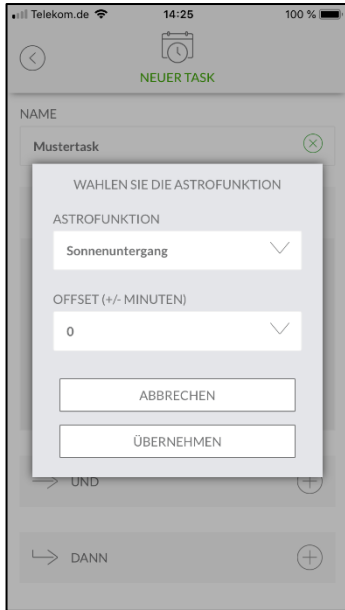 Telekom.de 14:25 100 %
NEUER TASK
NAME
Mustertask
WAHLEN SIE DIE ASTROFUNKTION
ASTROFUNKTION
Sonnenuntergang
OFFSET (+/- MINUTEN)
0
ABBRECHEN
ÜBERNEHMEN
UND
DANN